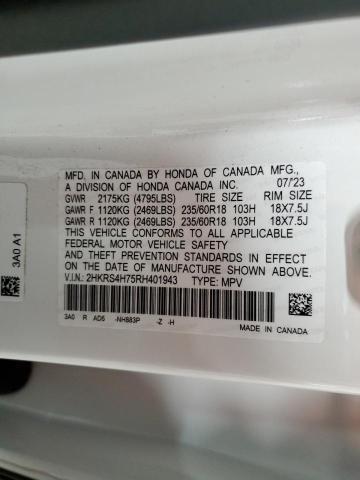 MFD. IN CANADA BY HONDA OF CANADA MFG.,
A DIVISION OF HONDA CANADA INC. 07/'23
GVWR 2175KG (4795LBS) TIRE SIZE RIM SIZE
GAWR F 1120KG (2469LBS) 235/60R18 103H 18X7.5J
GAWR R 1120KG (2469LBS) 235/60R18 103H 18X7.5J
THIS VEHICLE CONFORMS TO ALL APPLICABLE
FEDERAL MOTOR VEHICLE SAFETY
AND THEFT PREVENTION STANDARDS IN EFFECT
ON THE DATE OF MANUFACTURE SHOWN ABOVE.
V.I.N.: 2HKRS4H75RH401943 TYPE: MPV
3A0 R AD5 -NH883P -Z -H
MADE IN CANADA
3A0 A1